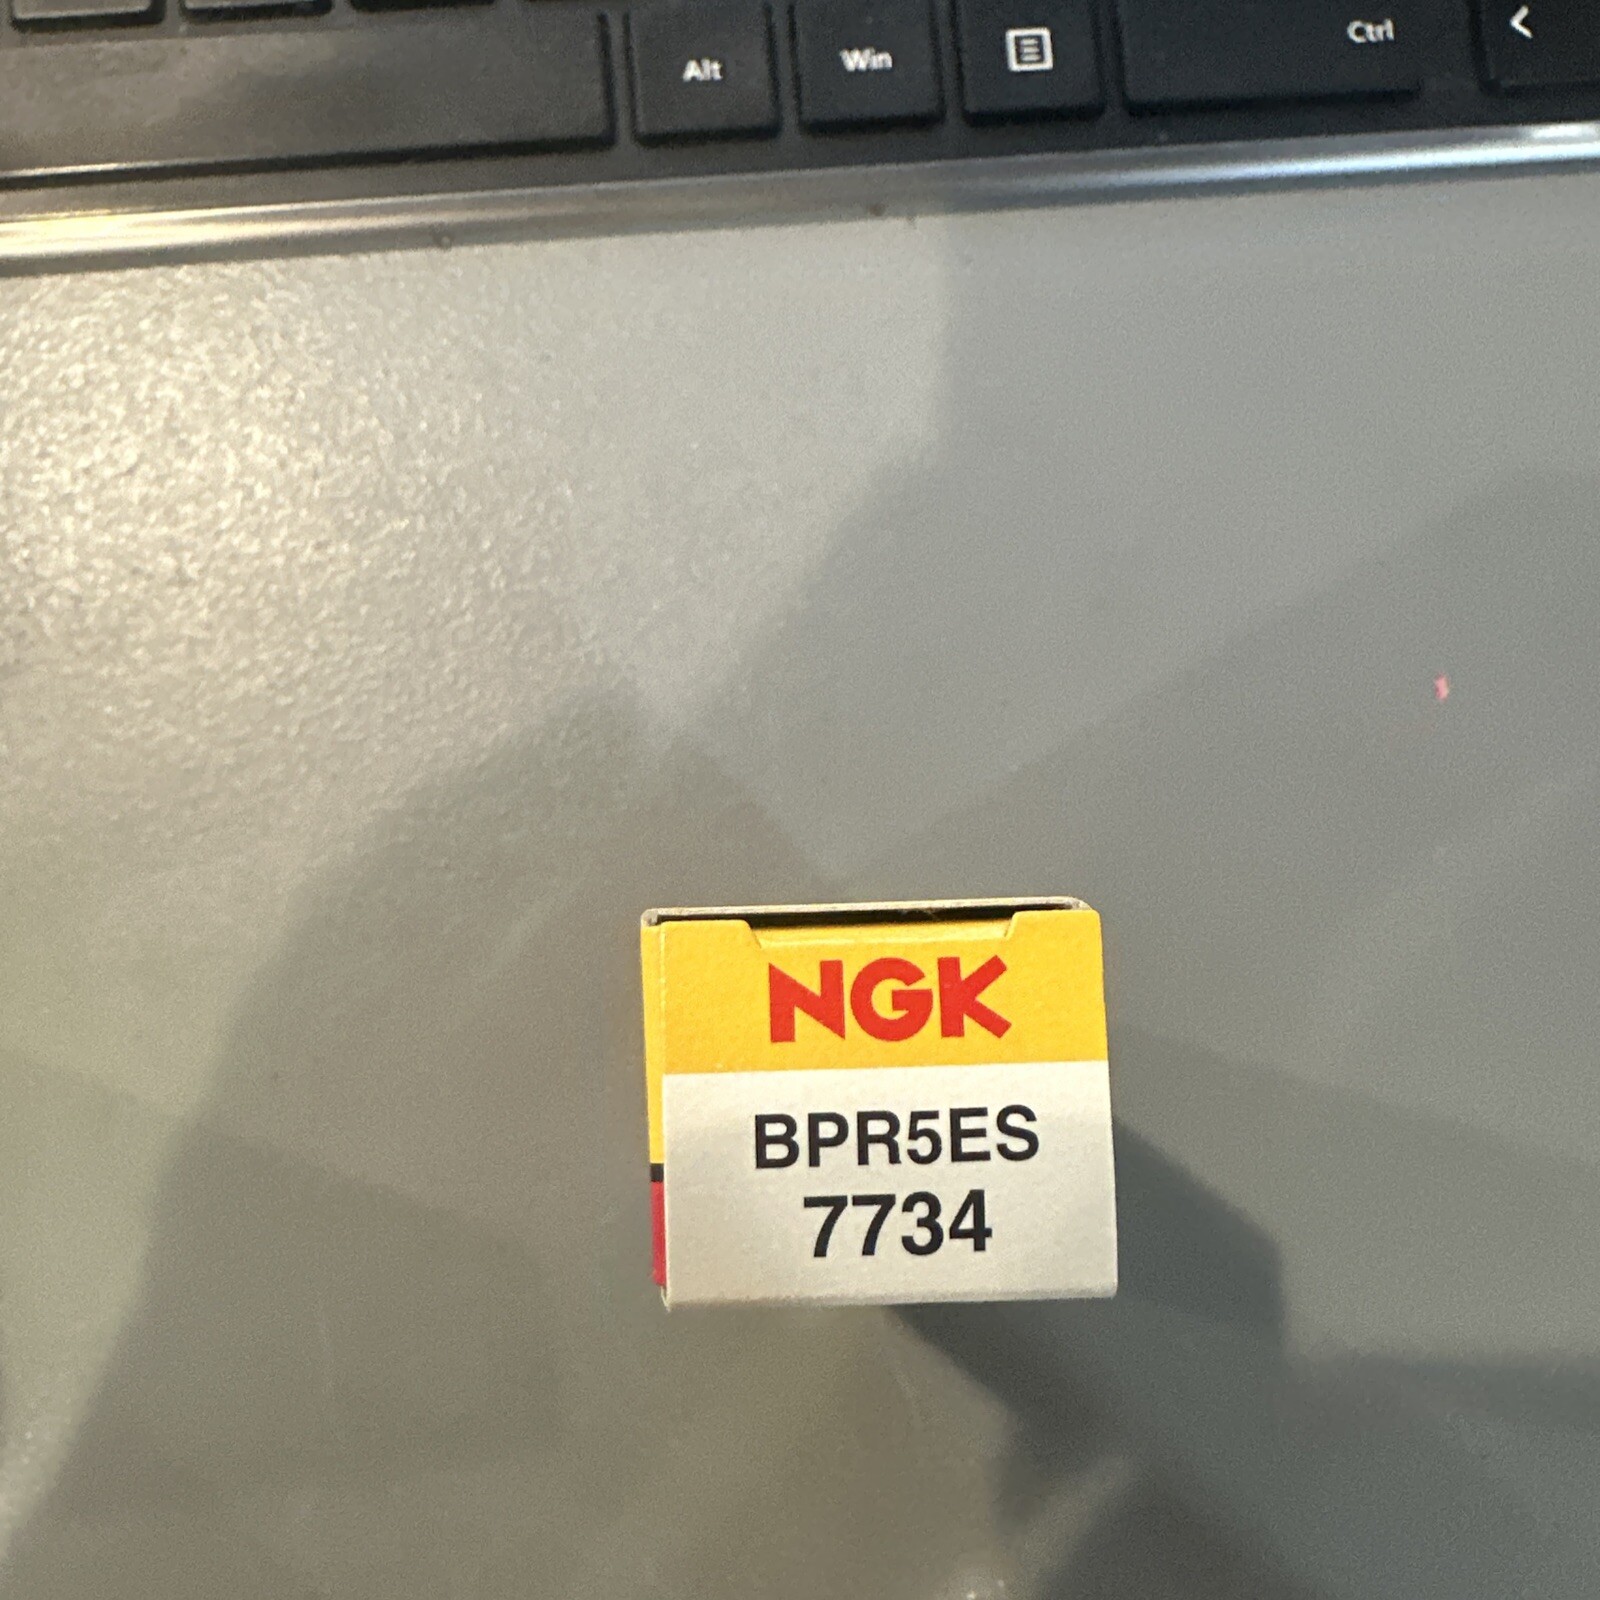 Alt Win Ctrl <
NGK
BPR5ES
7734